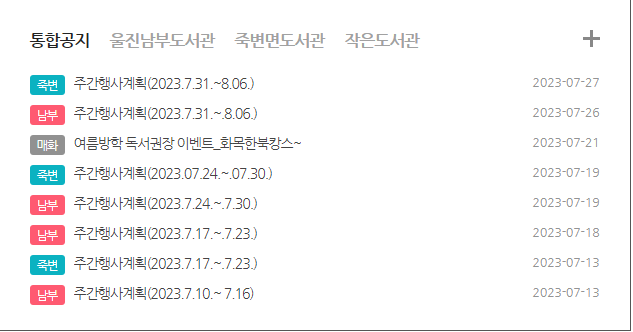 통합공지 울진남부도서관 죽변면도서관 작은도서관 +
죽변 주간행사계획(2023.7.31.~8.06.) 2023-07-27
남부 주간행사계획(2023.7.31.~.8.06.) 2023-07-26
매화 여름방학 독서권장 이벤트_화목한북캉스~ 2023-07-21
죽변 주간행사계획(2023.07.24.~.07.30.) 2023-07-19
남부 주간행사계획(2023.7.24.~.7.30.) 2023-07-19
남부 주간행사계획(2023.7.17.~.7.23.) 2023-07-18
죽변 주간행사계획(2023.7.17.~.7.23.) 2023-07-13
남부 주간행사계획(2023.7.10.~ 7.16) 2023-07-13